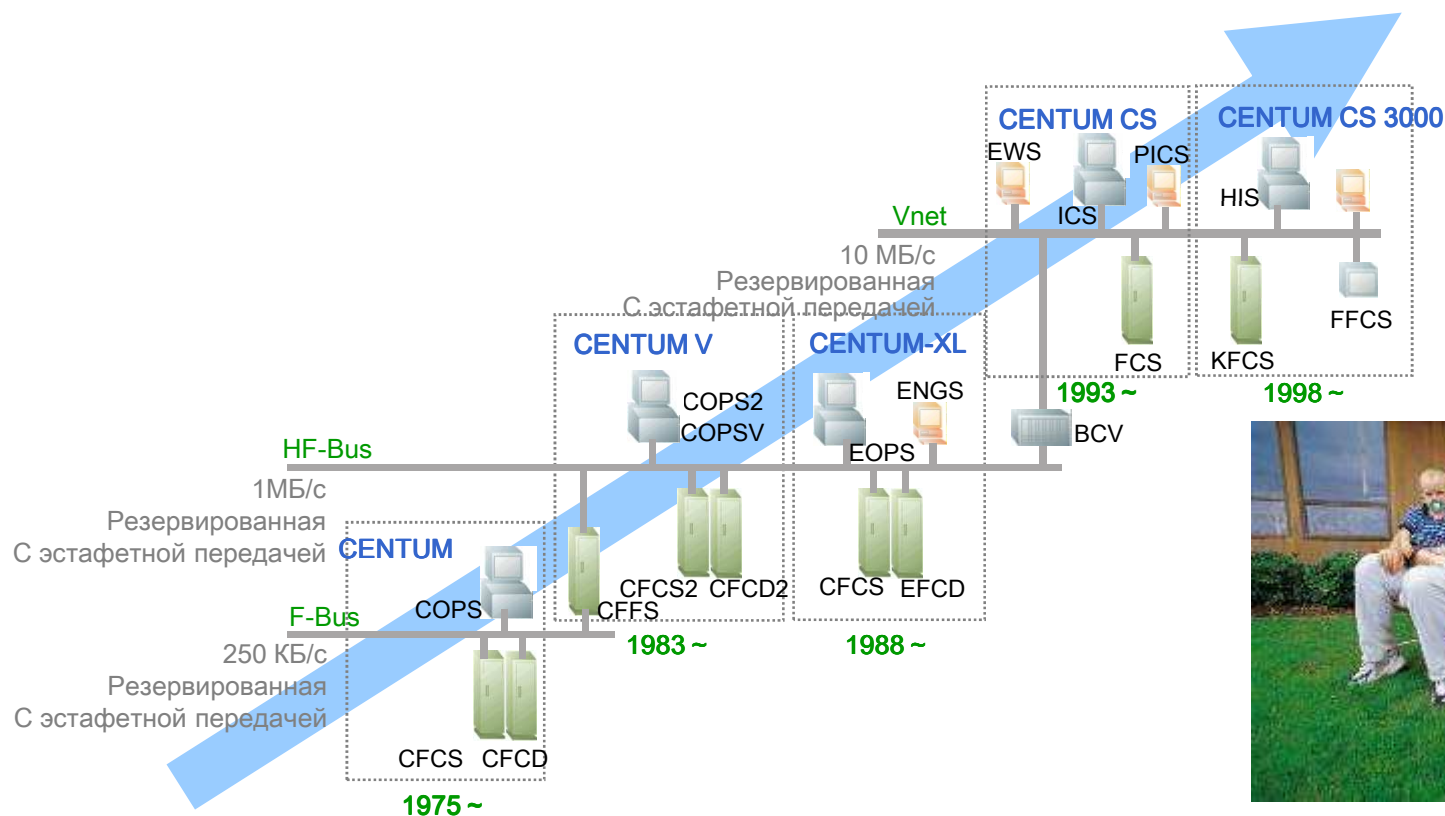 CENTUM CS
CENTUM CS 3000
EWS
PICS
HIS
ICS
Vnet
10 МБ/с
Резервированная
С эстафетной передачей
FFCS
FCS
KFCS
1993 ~
1998 ~
CENTUM V
CENTUM-XL
COPS2
COPSV
ENGS
BCV
EOPS
HF-Bus
1МБ/с
Резервированная
С эстафетной передачей
CFCS2
CFCD2
CFFS
CFCS
EFCD
1983 ~
1988 ~
CENTUM
COPS
F-Bus
250 КБ/с
Резервированная
С эстафетной передачей
CFCS
CFCD
1975 ~